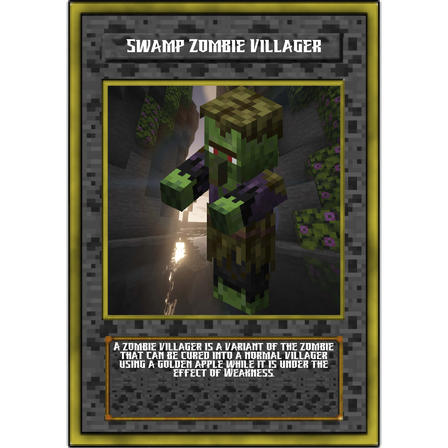 SWAMP ZOMBIE VILLAGER
A ZOMBIE VILLAGER IS A VARIANT OF THE ZOMBIE
THAT CAN BE CURED INTO A NORMAL VILLAGER
USING A GOLDEN APPLE WHILE IT IS UNDER THE
EFFECT OF WEAKNESS.